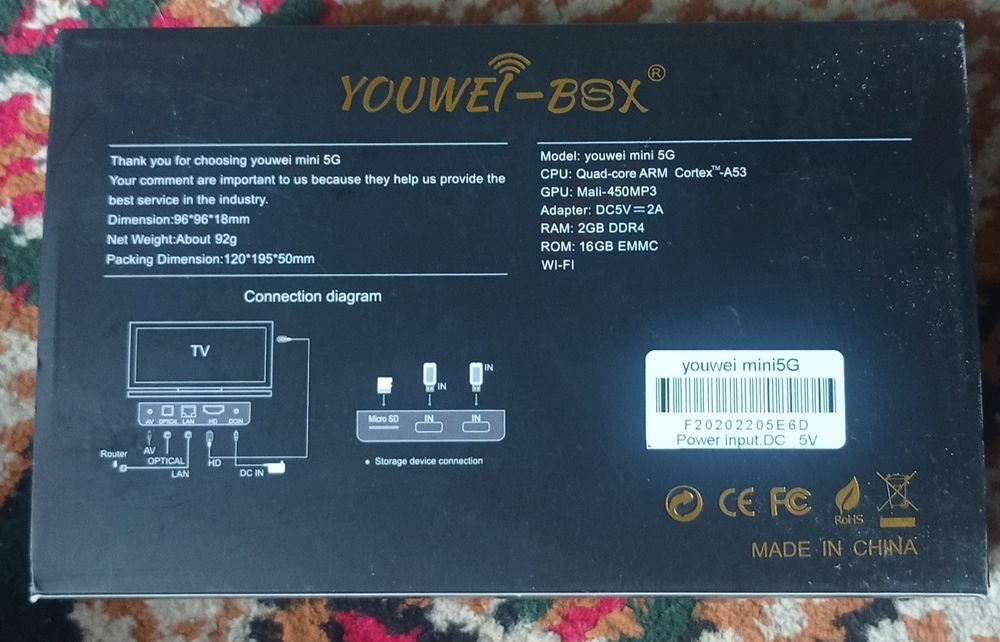 YOUWEI-BOX®
Thank you for choosing youwei mini 5G
Your comment are important to us because they help us provide the
best service in the industry.
Dimension:96*96*18mm
Net Weight:About 92g
Packing Dimension:120*195*50mm
Model: youwei mini 5G
CPU: Quad-core ARM Cortex™-A53
GPU: Mali-450MP3
Adapter: DC5V⎓2A
RAM: 2GB DDR4
ROM: 16GB EMMC
WI-FI
Connection diagram
TV
AV OPTICAL LAN HD DCIN
Router
AV
OPTICAL
LAN
HD
DC IN
IN
IN
Micro SD
IN
IN
• Storage device connection
youwei mini5G
F20202205E6D
Power input.DC 5V
CE FC
RoHS
MADE IN CHINA